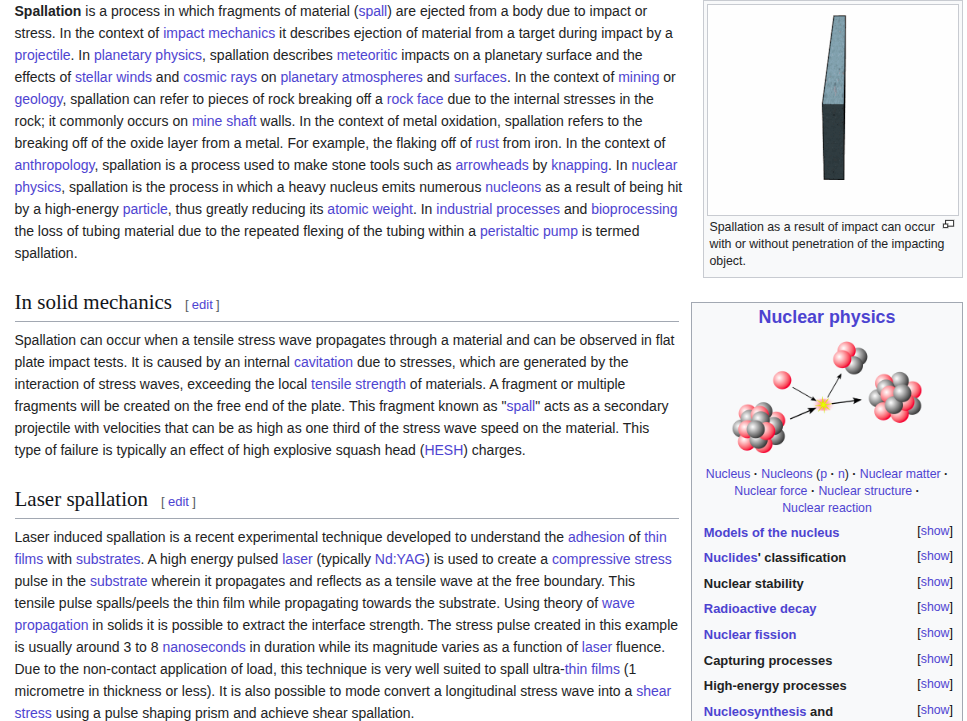 Spallation is a process in which fragments of material (spall) are ejected from a body due to impact or
stress. In the context of impact mechanics it describes ejection of material from a target during impact by a
projectile. In planetary physics, spallation describes meteoritic impacts on a planetary surface and the
effects of stellar winds and cosmic rays on planetary atmospheres and surfaces. In the context of mining or
geology, spallation can refer to pieces of rock breaking off a rock face due to the internal stresses in the
rock; it commonly occurs on mine shaft walls. In the context of metal oxidation, spallation refers to the
breaking off of the oxide layer from a metal. For example, the flaking off of rust from iron. In the context of
anthropology, spallation is a process used to make stone tools such as arrowheads by knapping. In nuclear
physics, spallation is the process in which a heavy nucleus emits numerous nucleons as a result of being hit
by a high-energy particle, thus greatly reducing its atomic weight. In industrial processes and bioprocessing
the loss of tubing material due to the repeated flexing of the tubing within a peristaltic pump is termed
spallation.
In solid mechanics [ edit ]
Spallation can occur when a tensile stress wave propagates through a material and can be observed in flat
plate impact tests. It is caused by an internal cavitation due to stresses, which are generated by the
interaction of stress waves, exceeding the local tensile strength of materials. A fragment or multiple
fragments will be created on the free end of the plate. This fragment known as "spall" acts as a secondary
projectile with velocities that can be as high as one third of the stress wave speed on the material. This
type of failure is typically an effect of high explosive squash head (HESH) charges.
Laser spallation [ edit ]
Laser induced spallation is a recent experimental technique developed to understand the adhesion of thin
films with substrates. A high energy pulsed laser (typically Nd:YAG) is used to create a compressive stress
pulse in the substrate wherein it propagates and reflects as a tensile wave at the free boundary. This
tensile pulse spalls/peels the thin film while propagating towards the substrate. Using theory of wave
propagation in solids it is possible to extract the interface strength. The stress pulse created in this example
is usually around 3 to 8 nanoseconds in duration while its magnitude varies as a function of laser fluence.
Due to the non-contact application of load, this technique is very well suited to spall ultra-thin films (1
micrometre in thickness or less). It is also possible to mode convert a longitudinal stress wave into a shear
stress using a pulse shaping prism and achieve shear spallation.
Spallation as a result of impact can occur
with or without penetration of the impacting
object.
Nuclear physics
Nucleus · Nucleons (p · n) · Nuclear matter ·
Nuclear force · Nuclear structure ·
Nuclear reaction
Models of the nucleus [show]
Nuclides' classification [show]
Nuclear stability [show]
Radioactive decay [show]
Nuclear fission [show]
Capturing processes [show]
High-energy processes [show]
Nucleosynthesis and [show]